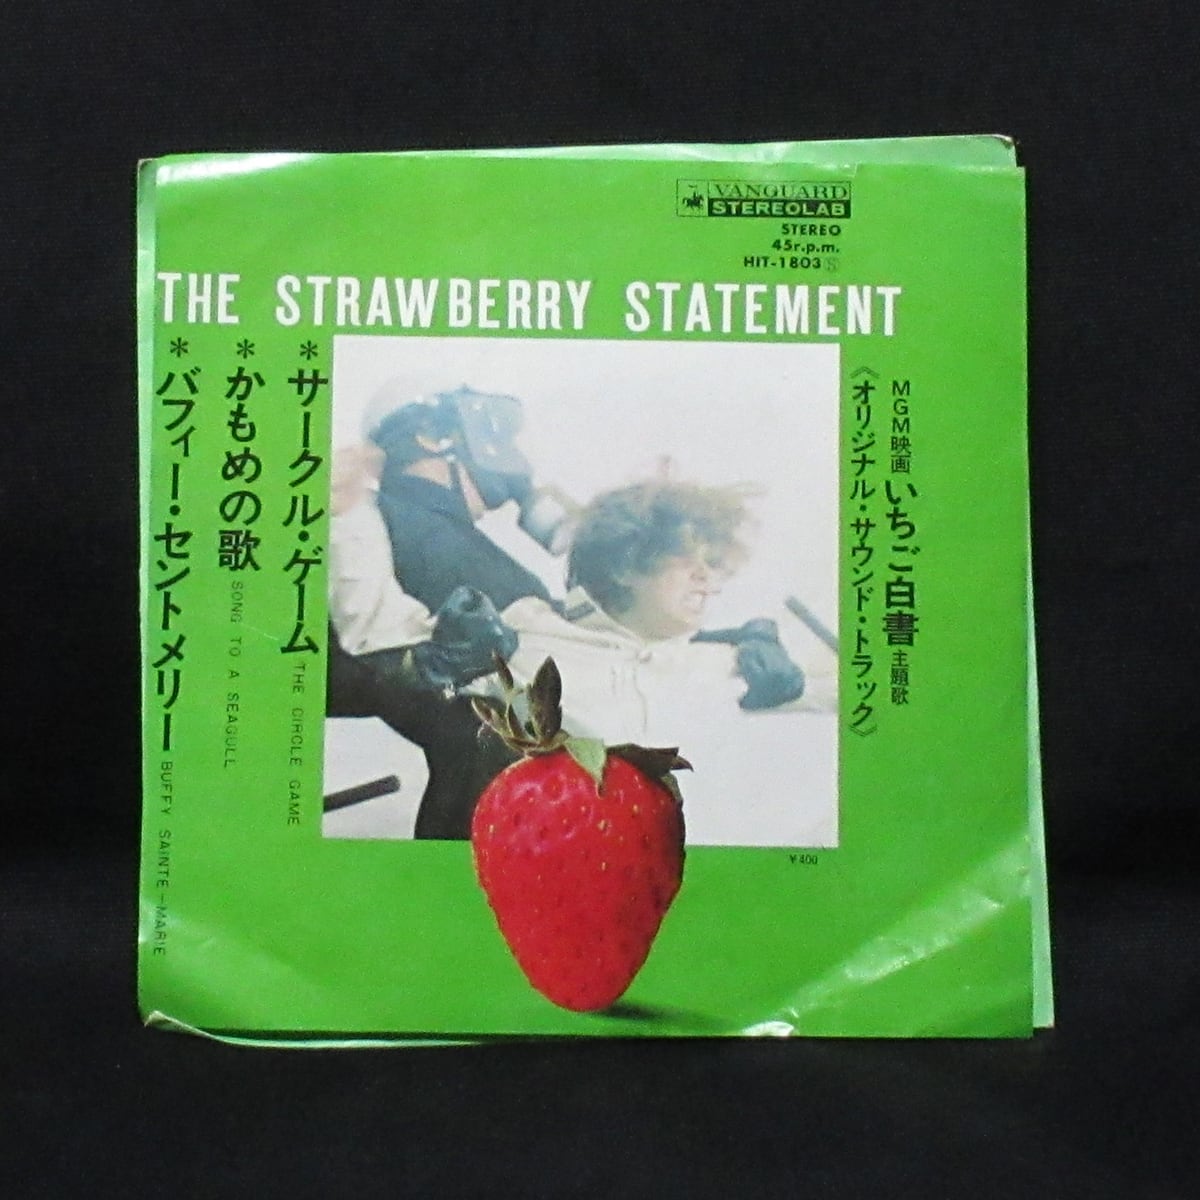 VANGUARD
STEREOLAB
STEREO
45r.p.m.
HIT-1803Ⓢ
THE STRAWBERRY STATEMENT
MGM映画いちご白書主題歌
《オリジナル・サウンド・トラック》
*サークル・ゲーム THE CIRCLE GAME
*かもめの歌 SONG TO A SEAGULL
*バフィー・セントメリー BUFFY SAINTE-MARIE
¥400